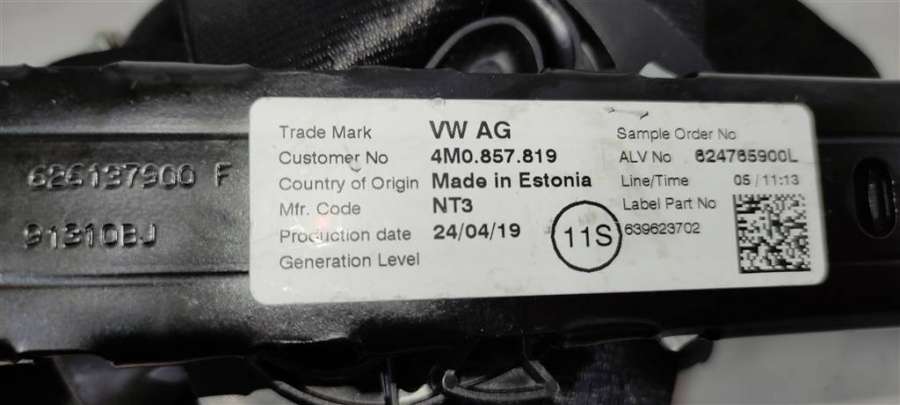 626137900 F
91310BJ
Trade Mark VW AG
Customer No 4M0.857.819
Country of Origin Made in Estonia
Mfr. Code NT3
Production date 24/04/19
Generation Level
11S
Sample Order No
ALV No 624765900L
Line/Time 05 / 11:13
Label Part No
639623702